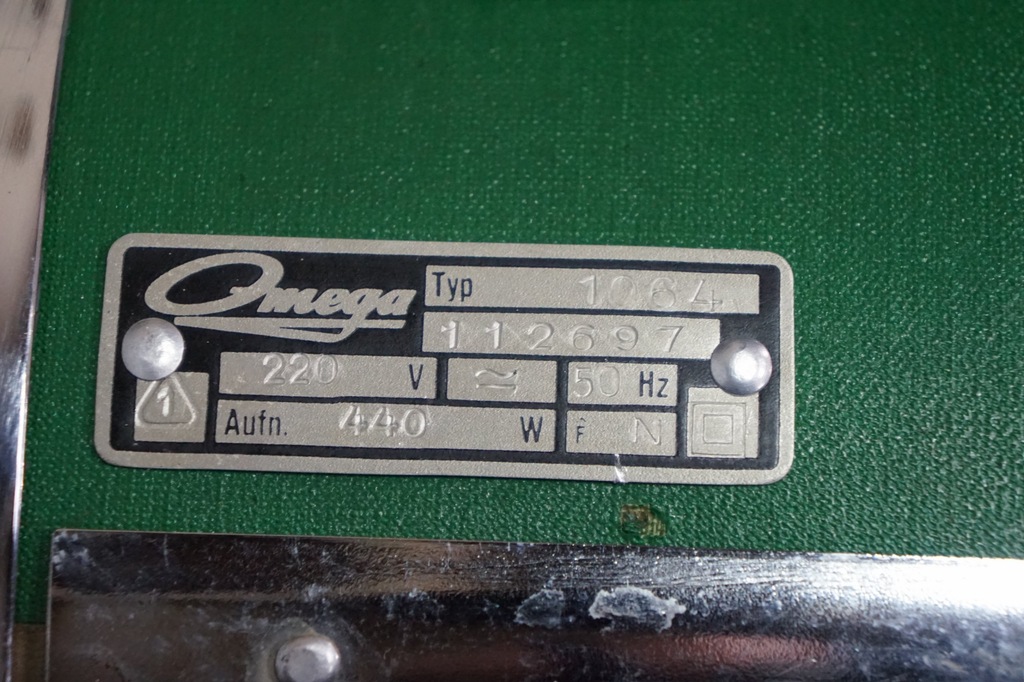 Omega
Typ 1064
112697
220 V ≃ 50 Hz
1 Aufn. 440 W F̂ N